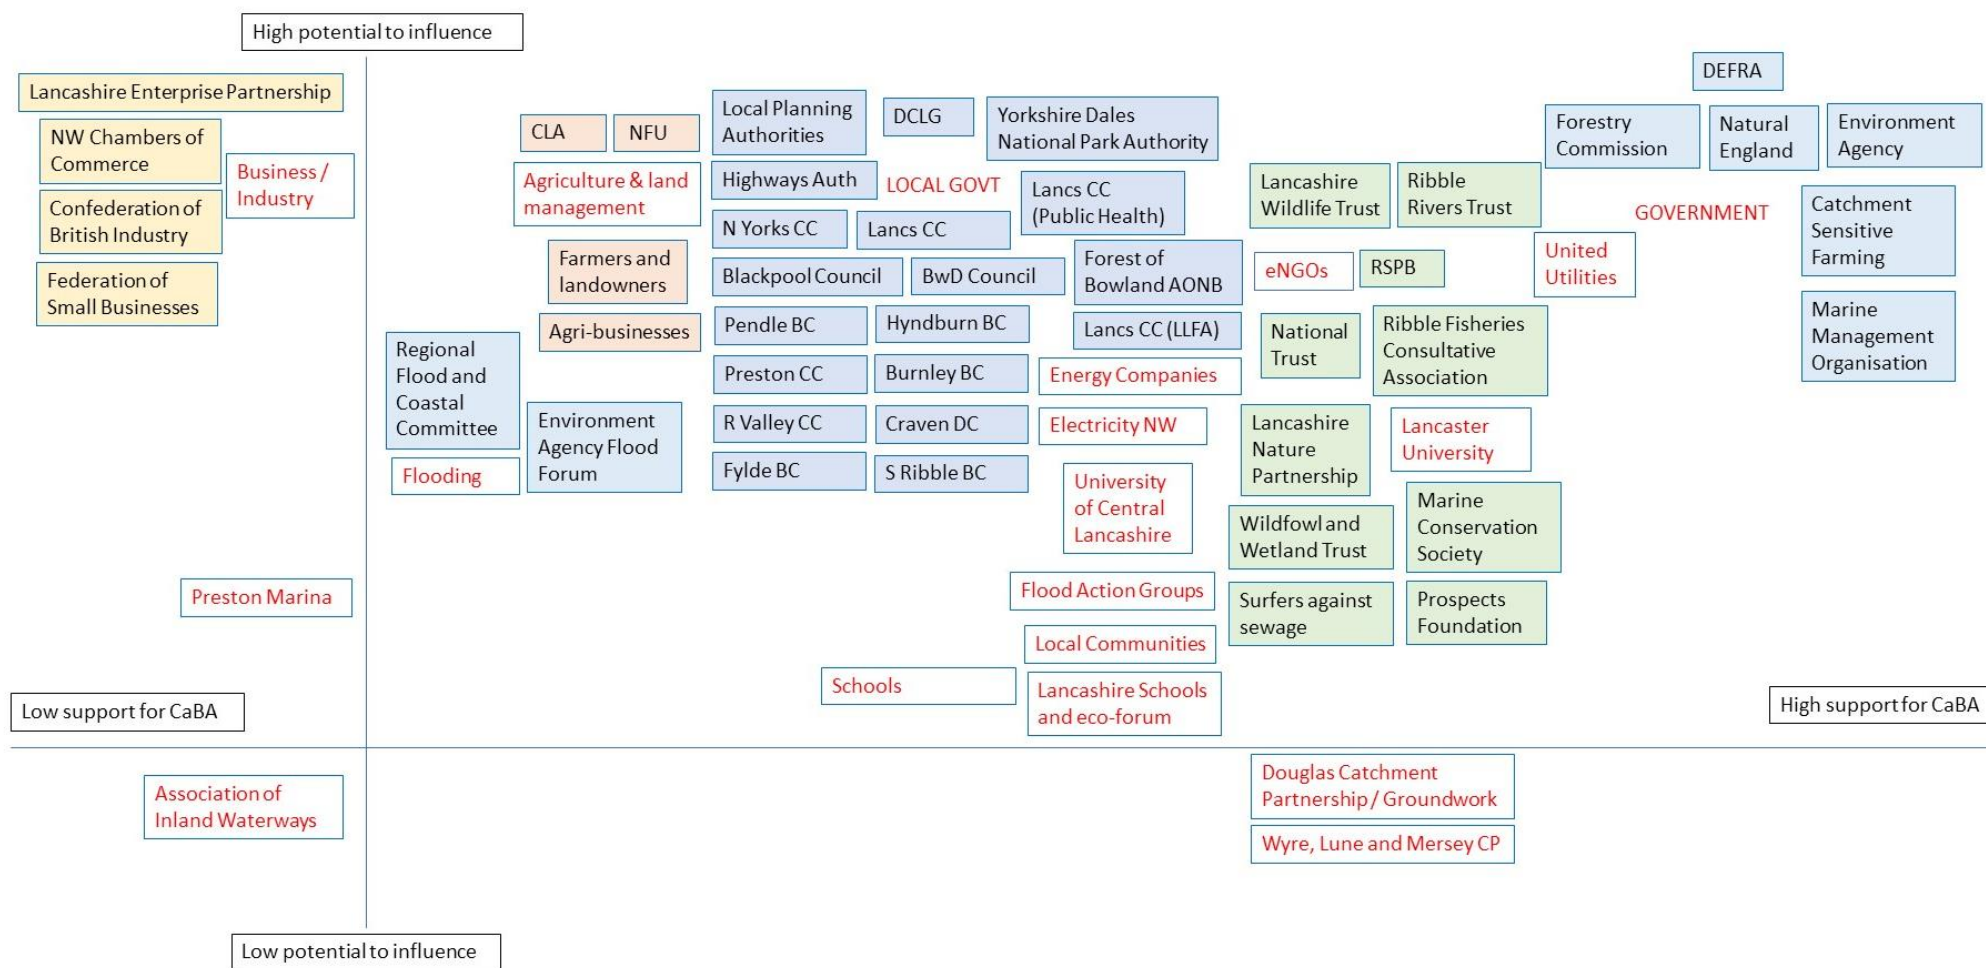 High potential to influence
Lancashire Enterprise Partnership
NW Chambers of
Commerce
Business /
Industry
Confederation of
British Industry
Federation of
Small Businesses
CLA
NFU
Agriculture & land
management
Farmers and
landowners
Agri-businesses
Regional
Flood and
Coastal
Committee
Flooding
Environment
Agency Flood
Forum
Local Planning
Authorities
DCLG
Yorkshire Dales
National Park Authority
Highways Auth
LOCAL GOVT
Lancs CC
(Public Health)
N Yorks CC
Lancs CC
Blackpool Council
BwD Council
Forest of
Bowland AONB
Pendle BC
Hyndburn BC
Lancs CC (LLFA)
Preston CC
Burnley BC
Energy Companies
R Valley CC
Craven DC
Electricity NW
Fylde BC
S Ribble BC
University
of Central
Lancashire
Flood Action Groups
Local Communities
Schools
Lancashire Schools
and eco-forum
Lancashire
Wildlife Trust
Ribble
Rivers Trust
eNGOs
RSPB
National
Trust
Ribble Fisheries
Consultative
Association
Lancashire
Nature
Partnership
Lancaster
University
Wildfowl and
Wetland Trust
Marine
Conservation
Society
Surfers against
sewage
Prospects
Foundation
DEFRA
Forestry
Commission
Natural
England
Environment
Agency
GOVERNMENT
United
Utilities
Catchment
Sensitive
Farming
Marine
Management
Organisation
Preston Marina
Low support for CaBA
High support for CaBA
Association of
Inland Waterways
Douglas Catchment
Partnership / Groundwork
Wyre, Lune and Mersey CP
Low potential to influence